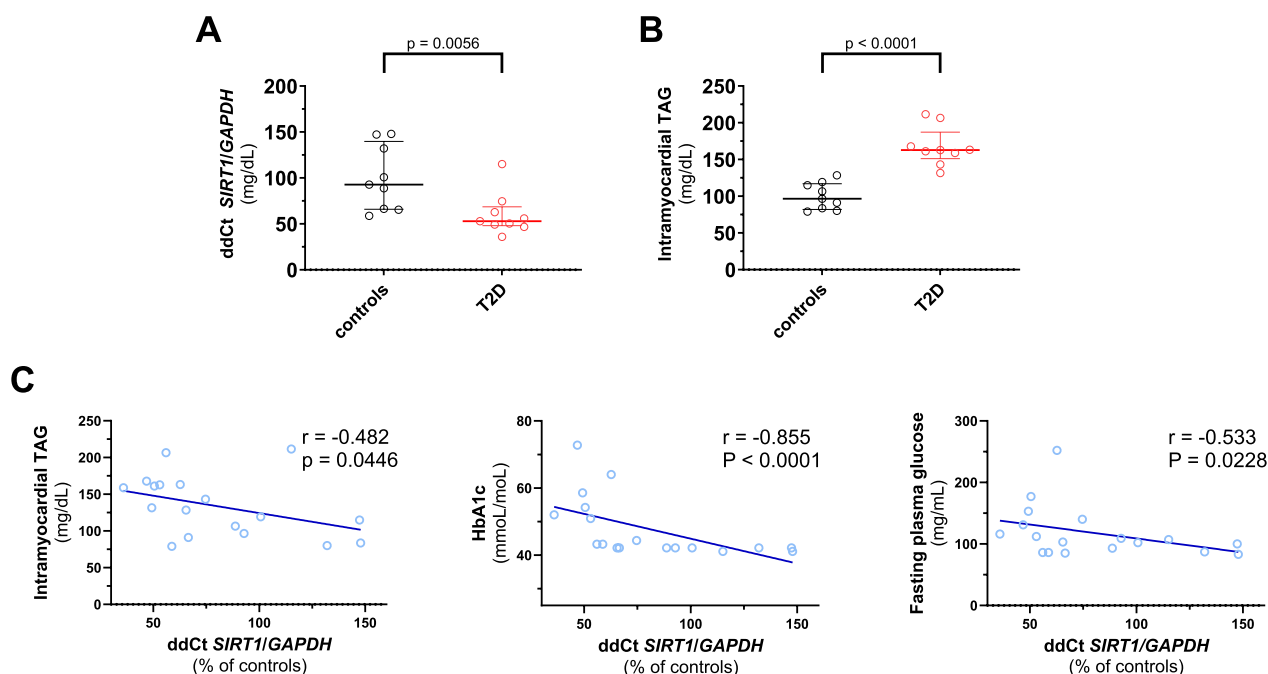 A
p = 0.0056
ddCt SIRT1/GAPDH
(mg/dL)
200
150
100
50
0
controls
T2D
B
p < 0.0001
Intramyocardial TAG
(mg/dL)
250
200
150
100
50
0
controls
T2D
C
Intramyocardial TAG
(mg/dL)
250
200
150
100
50
0
r = -0.482
p = 0.0446
50
100
150
ddCt SIRT1/GAPDH
(% of controls)
HbA1c
(mmoL/moL)
80
60
40
r = -0.855
P < 0.0001
50
100
150
ddCt SIRT1/GAPDH
(% of controls)
Fasting plasma glucose
(mg/mL)
300
200
100
0
r = -0.533
P = 0.0228
50
100
150
ddCt SIRT1/GAPDH
(% of controls)